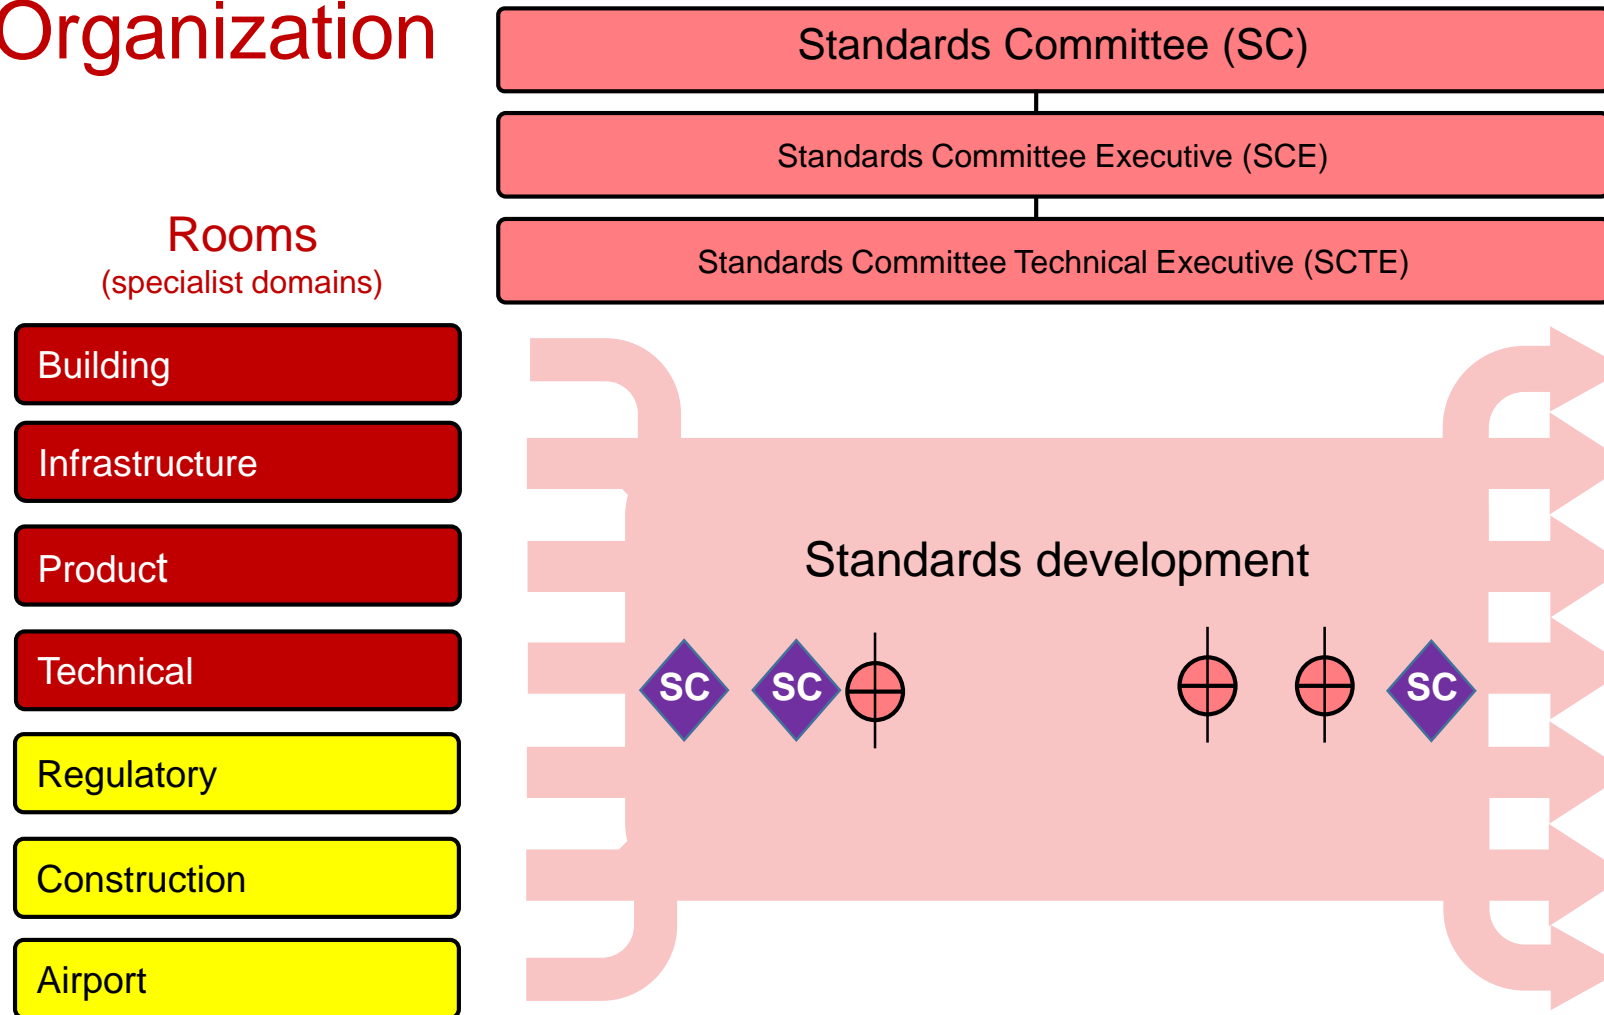 Organization
Standards Committee (SC)
Standards Committee Executive (SCE)
Standards Committee Technical Executive (SCTE)
Rooms
(specialist domains)
Building
Infrastructure
Product
Technical
Regulatory
Construction
Airport
Standards development
SC SC SC